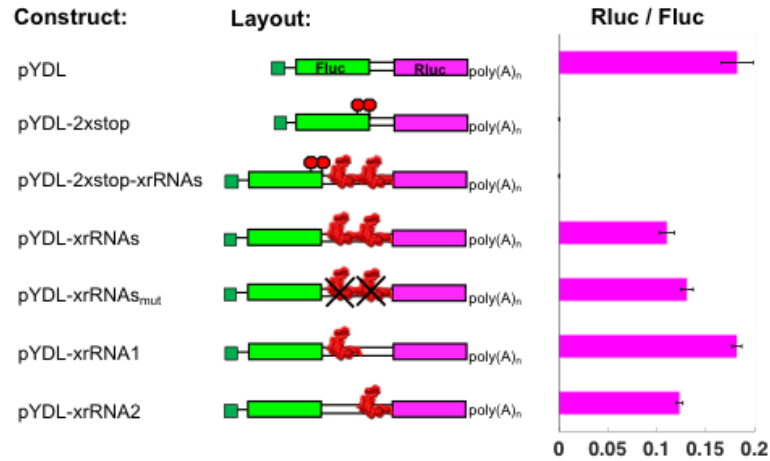 Construct: Layout: Rluc / Fluc
pYDL Fluc Rluc poly(A)ₙ
pYDL-2xstop poly(A)ₙ
pYDL-2xstop-xrRNAs poly(A)ₙ
pYDL-xrRNAs poly(A)ₙ
pYDL-xrRNAsₘᵤₜ poly(A)ₙ
pYDL-xrRNA1 poly(A)ₙ
pYDL-xrRNA2 poly(A)ₙ
0 0.05 0.1 0.15 0.2